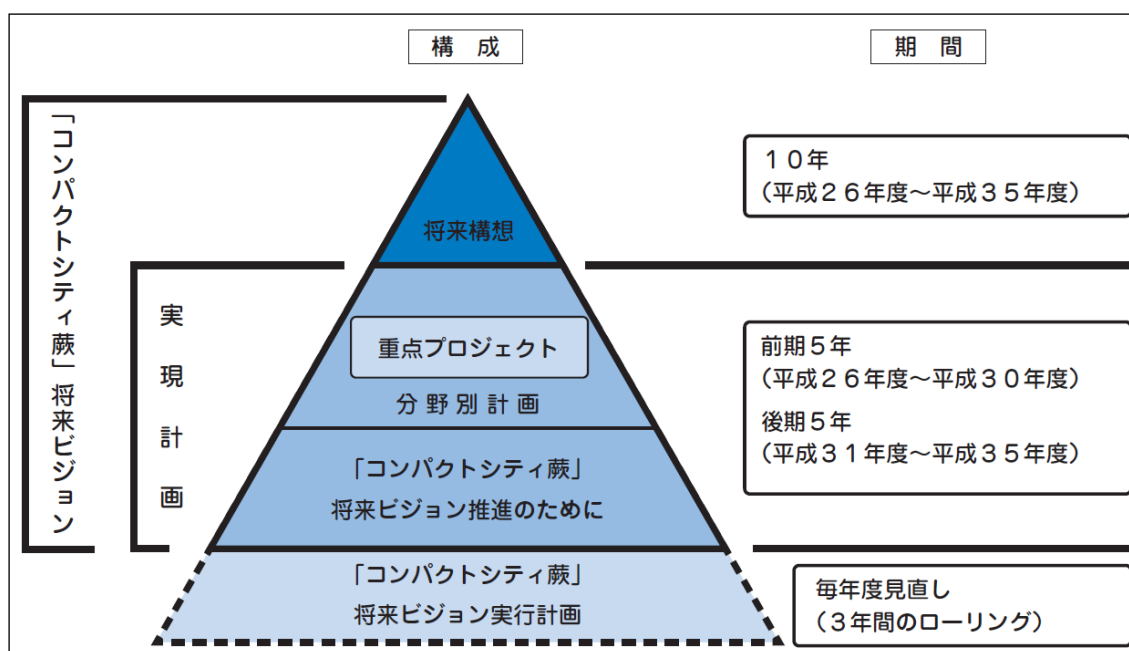 構 成
期 間
「コンパクトシティ蕨」将来ビジョン
実現計画
将来構想
重点プロジェクト
分野別計画
「コンパクトシティ蕨」
将来ビジョン推進のために
「コンパクトシティ蕨」
将来ビジョン実行計画
１０年
（平成２６年度～平成３５年度）
前期５年
（平成２６年度～平成３０年度）
後期５年
（平成３１年度～平成３５年度）
毎年度見直し
（３年間のローリング）